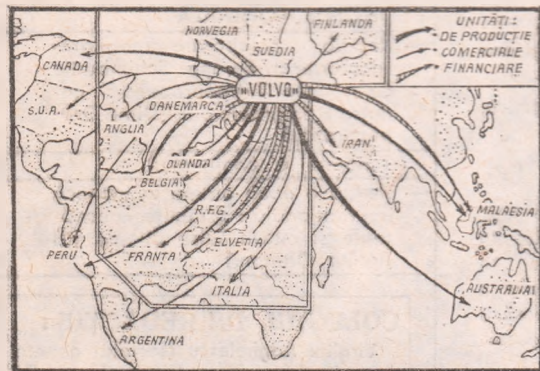 NORVEGIA
FINLANDA
UNITĂȚI:
DE PRODUCȚIE
COMERCIALE
FINANCIARE
SUEDIA
CANADA
"VOLVO"
S.U.A.
DANEMARCA
ANGLIA
IRAN
OLANDA
BELGIA
R.F.G.
MALAESIA
ELVEȚIA
PERU
FRANȚA
ITALIA
AUSTRALIA
ARGENTINA